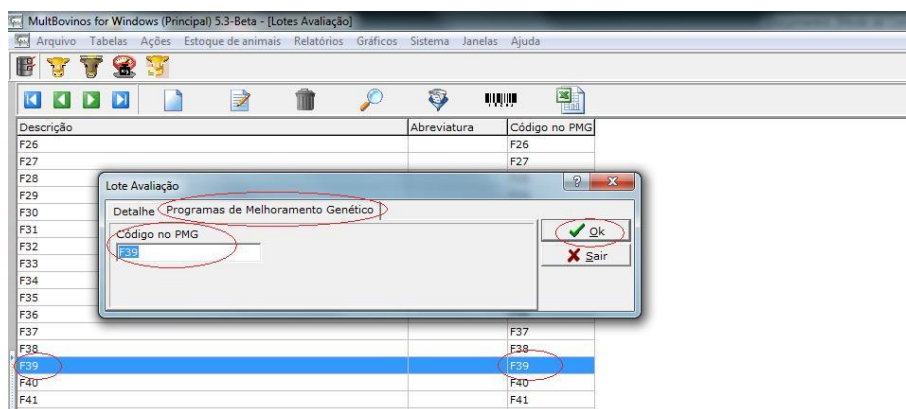 MultBovinos for Windows (Principal) 5.3-Beta - [Lotes Avaliação]
Arquivo Tabelas Ações Estoque de animais Relatórios Gráficos Sistema Janelas Ajuda
Descrição Abreviatura Código no PMG
F26 F26
F27 F27
F28
F29
F30
F31
F32
F33
F34
F35
F36
F37 F37
F38 F38
F39 F39
F40 F40
F41 F41
Lote Avaliação
Detalhe Programas de Melhoramento Genético
Código no PMG
F39
Ok
Sair